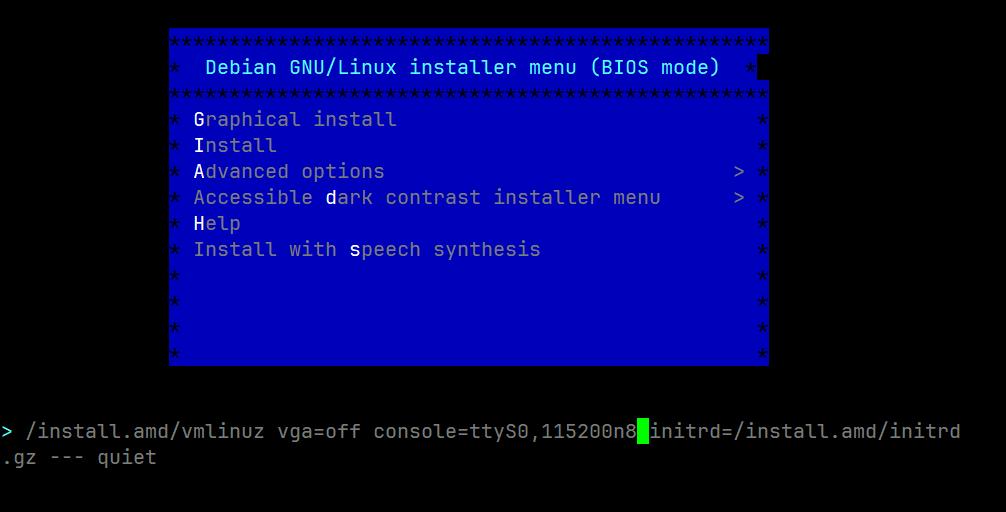 **************************************************
*  Debian GNU/Linux installer menu (BIOS mode)  *
**************************************************
* Graphical install *
* Install *
* Advanced options > *
* Accessible dark contrast installer menu > *
* Help *
* Install with speech synthesis *
* *
* *
* *
* *
> /install.amd/vmlinuz vga=off console=ttyS0,115200n8 initrd=/install.amd/initrd
.gz --- quiet